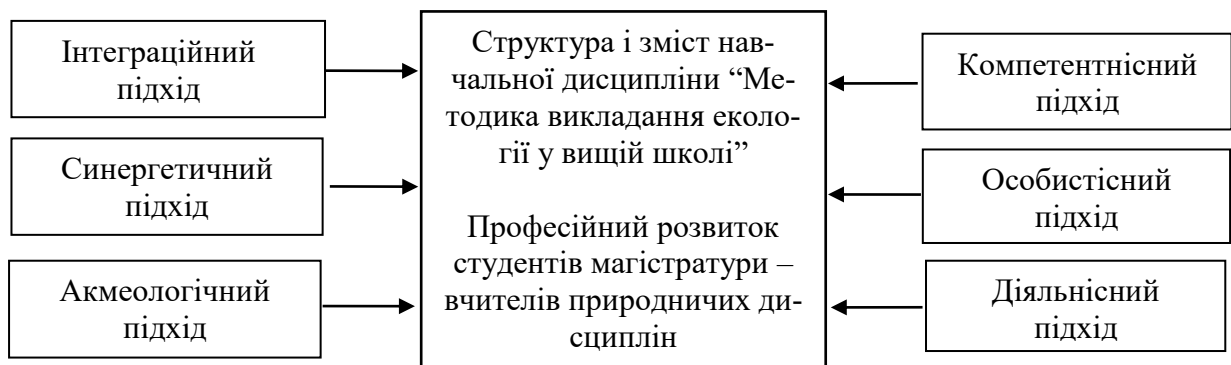 Інтеграційний
підхід
Синергетичний
підхід
Акмеологічний
підхід
Структура і зміст нав-
чальної дисципліни “Ме-
тодика викладання еколо-
гії у вищій школі”
Професійний розвиток
студентів магістратури –
вчителів природничих ди-
сциплін
Компетентнісний
підхід
Особистісний
підхід
Діяльнісний
підхід